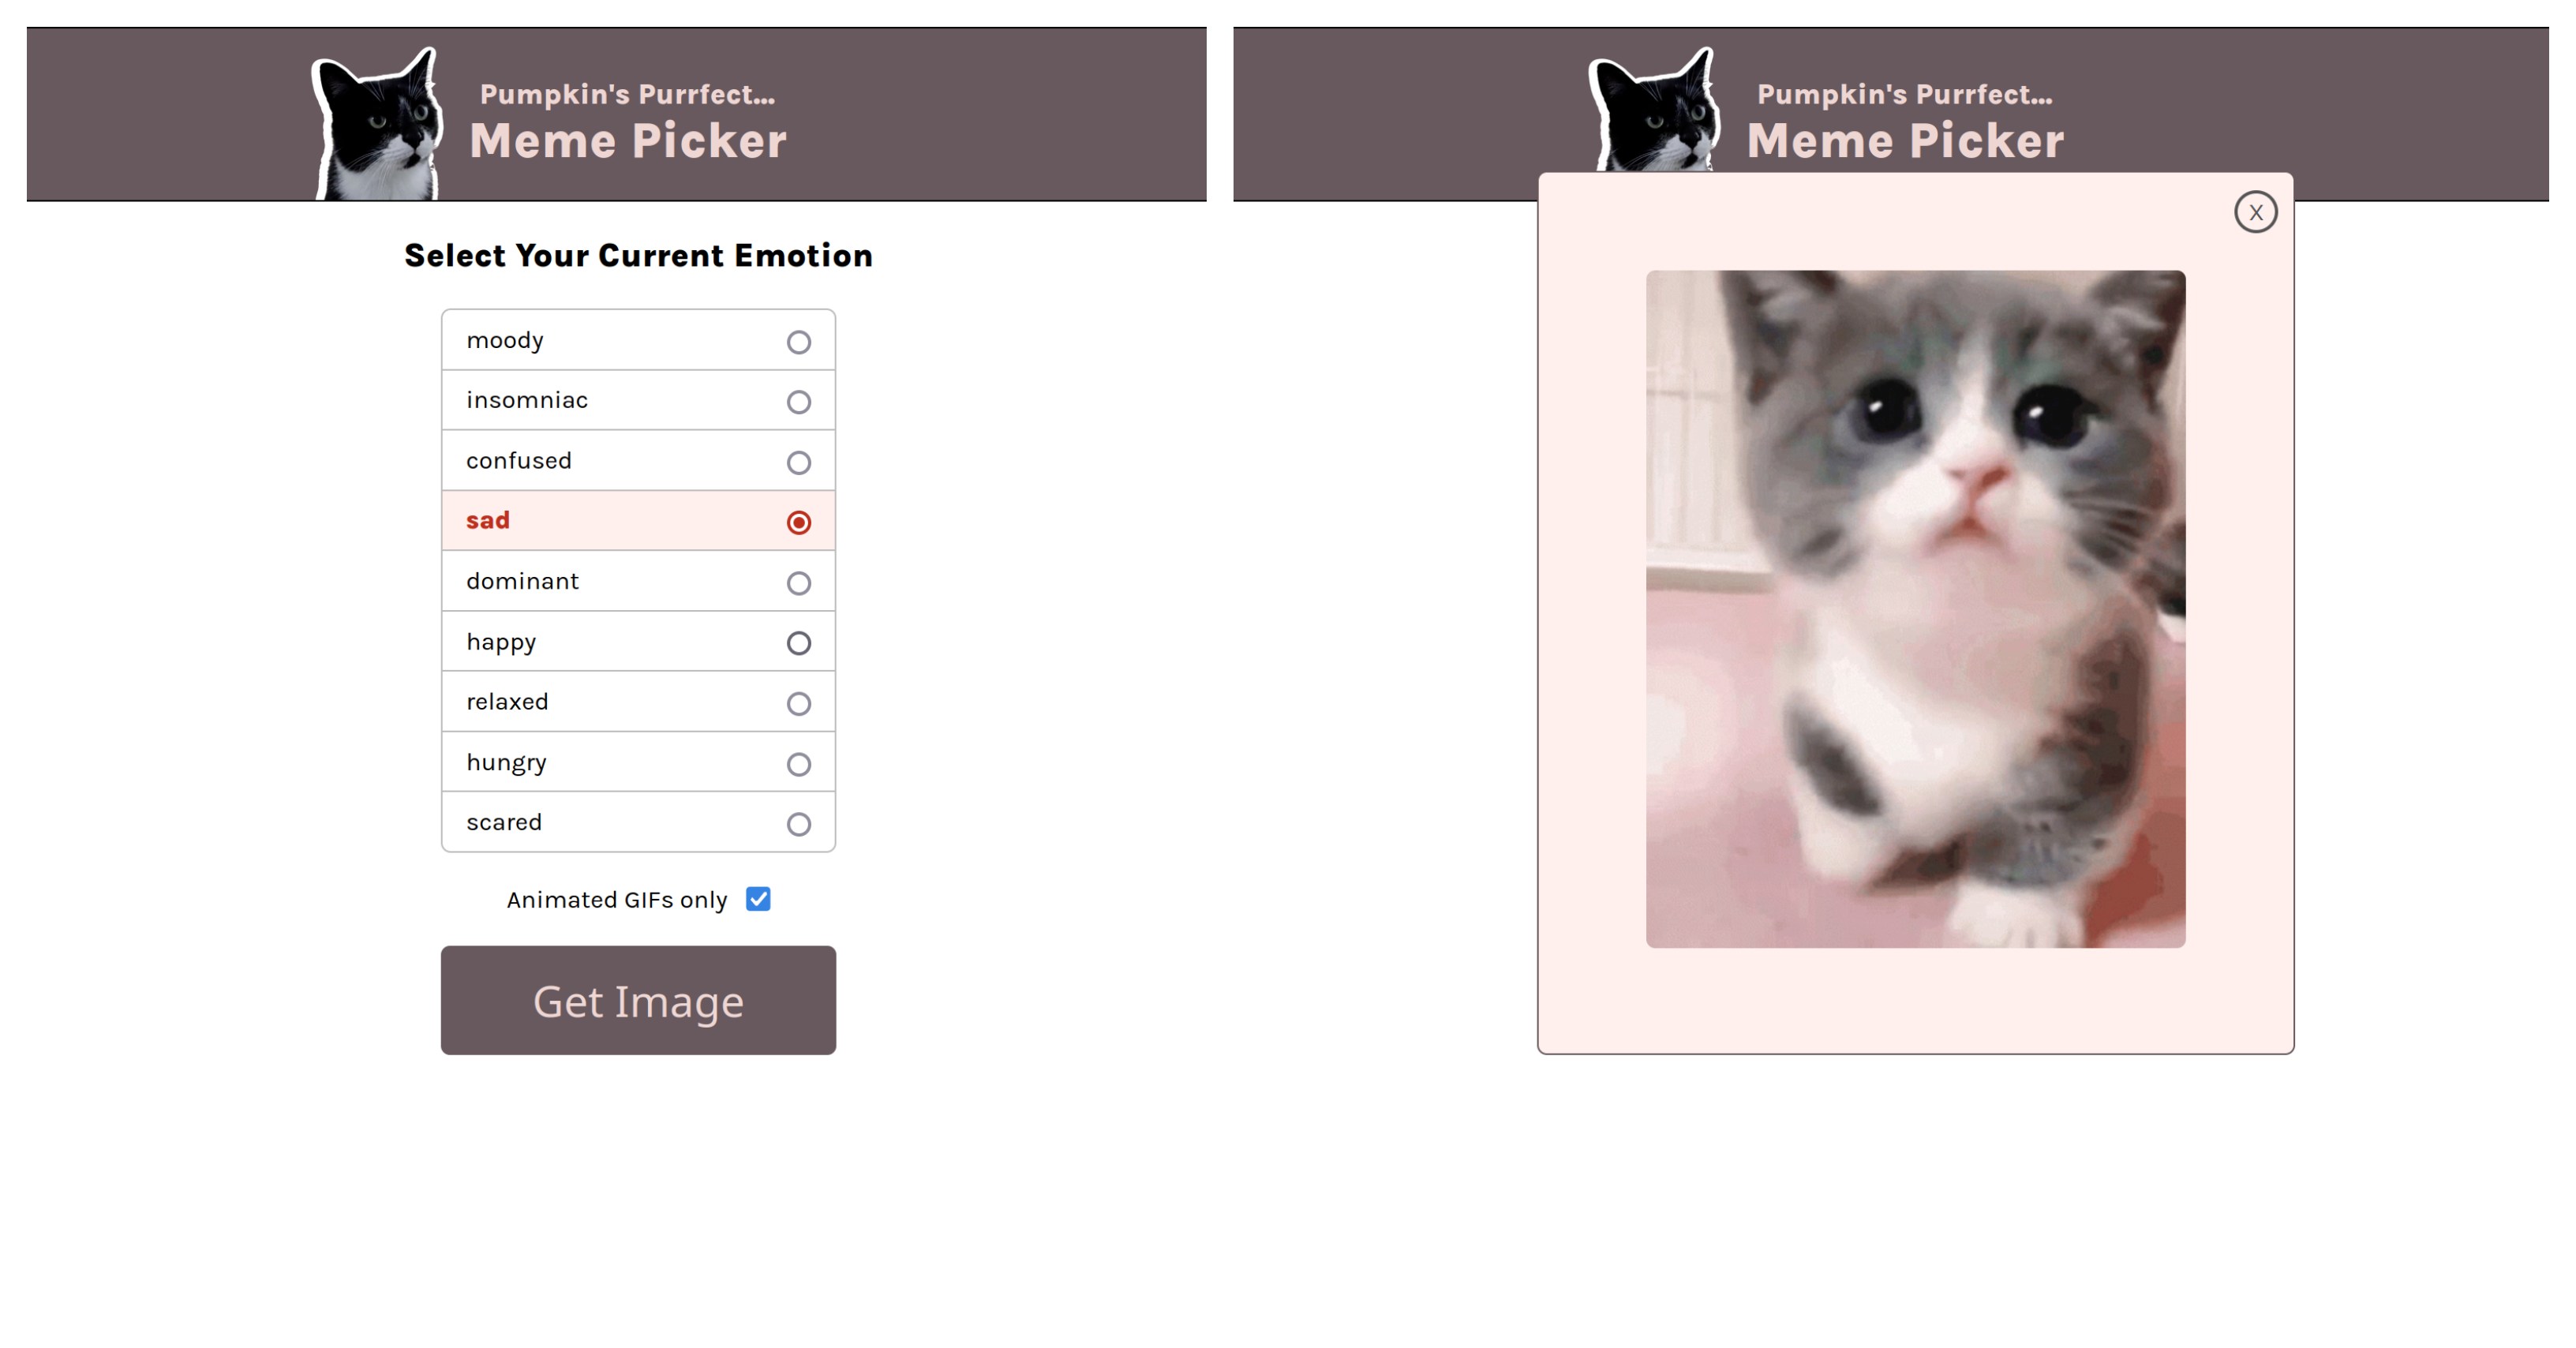 Pumpkin's Purrfect...
Meme Picker
Select Your Current Emotion
moody
insomniac
confused
sad
dominant
happy
relaxed
hungry
scared
Animated GIFs only
Get Image
Pumpkin's Purrfect...
Meme Picker
X